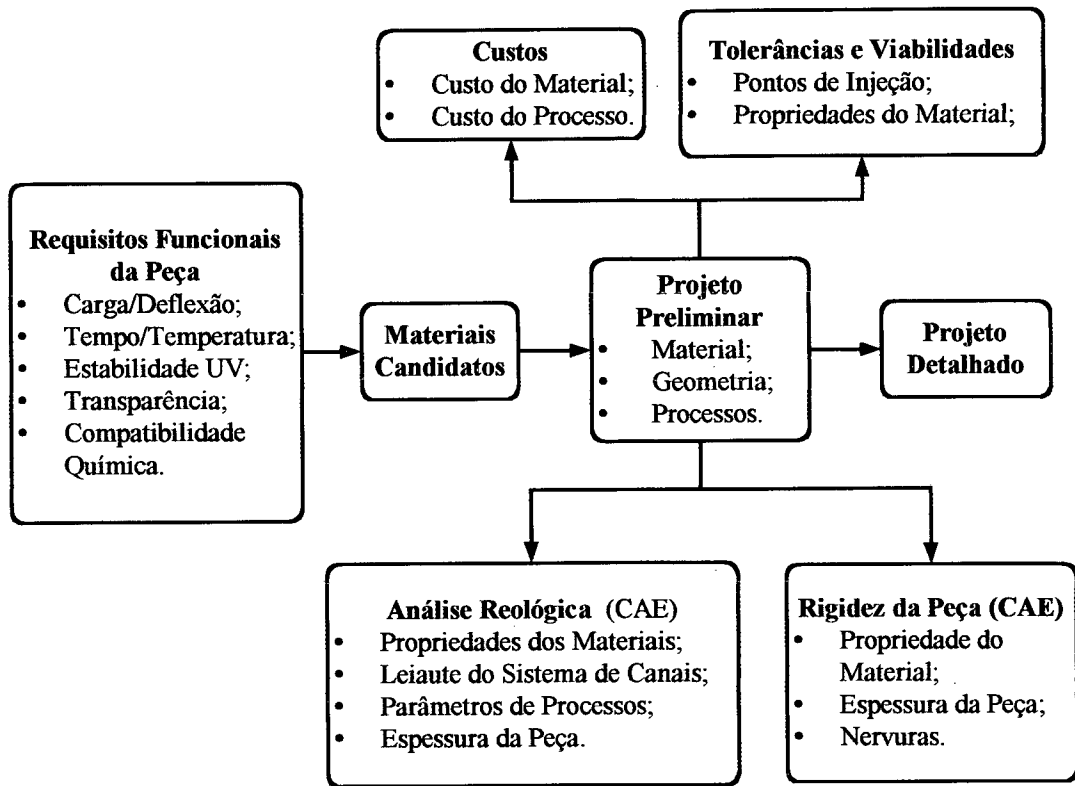 Custos
• Custo do Material;
• Custo do Processo.
Tolerâncias e Viabilidades
• Pontos de Injeção;
• Propriedades do Material;
Requisitos Funcionais
da Peça
• Carga/Deflexão;
• Tempo/Temperatura;
• Estabilidade UV;
• Transparência;
• Compatibilidade
Química.
Materiais
Candidatos
Projeto
Preliminar
• Material;
• Geometria;
• Processos.
Projeto
Detalhado
Análise Reológica (CAE)
• Propriedades dos Materiais;
• Leiaute do Sistema de Canais;
• Parâmetros de Processos;
• Espessura da Peça.
Rigidez da Peça (CAE)
• Propriedade do
Material;
• Espessura da Peça;
• Nervuras.